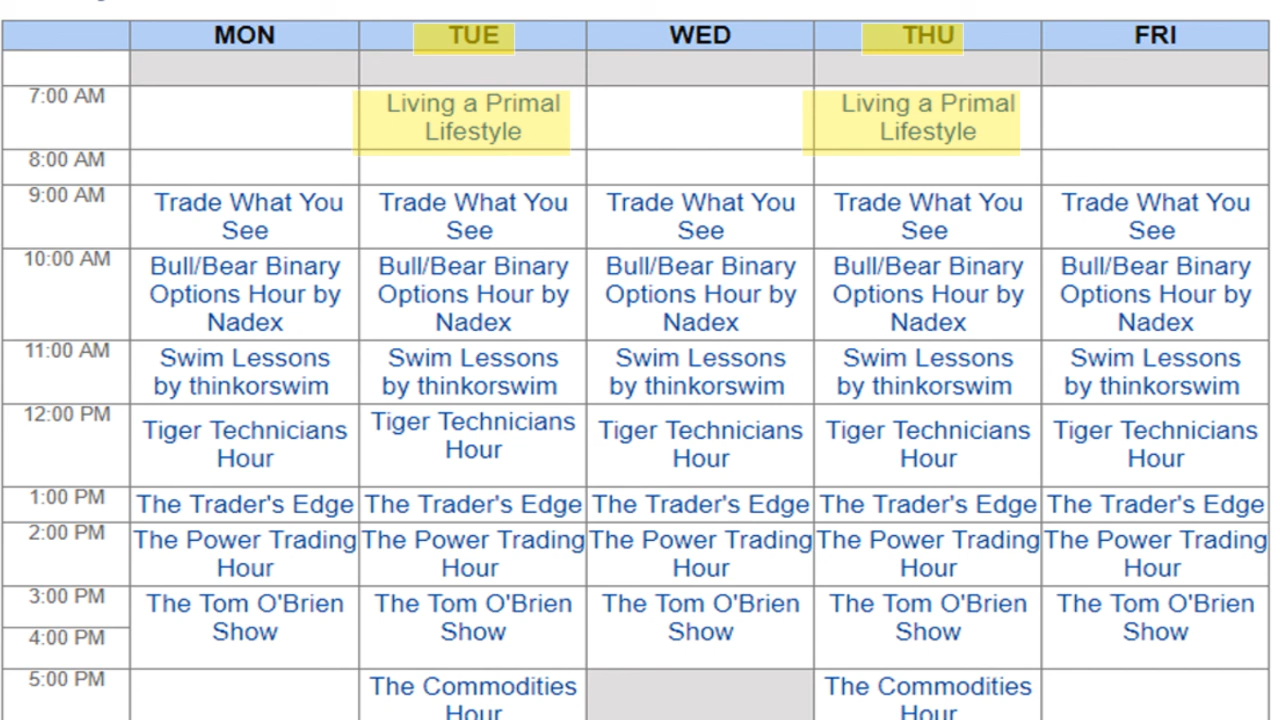 MON TUE WED THU FRI
7:00 AM
Living a Primal Living a Primal
Lifestyle Lifestyle
8:00 AM
9:00 AM
Trade What You Trade What You Trade What You Trade What You Trade What You
See See See See See
10:00 AM
Bull/Bear Binary Bull/Bear Binary Bull/Bear Binary Bull/Bear Binary Bull/Bear Binary
Options Hour by Options Hour by Options Hour by Options Hour by Options Hour by
Nadex Nadex Nadex Nadex Nadex
11:00 AM
Swim Lessons Swim Lessons Swim Lessons Swim Lessons Swim Lessons
by thinkorswim by thinkorswim by thinkorswim by thinkorswim by thinkorswim
12:00 PM
Tiger Technicians Tiger Technicians Tiger Technicians Tiger Technicians Tiger Technicians
Hour Hour Hour Hour Hour
1:00 PM
The Trader's Edge The Trader's Edge The Trader's Edge The Trader's Edge The Trader's Edge
2:00 PM
The Power Trading The Power Trading The Power Trading The Power Trading The Power Trading
Hour Hour Hour Hour Hour
3:00 PM
The Tom O'Brien The Tom O'Brien The Tom O'Brien The Tom O'Brien The Tom O'Brien
Show Show Show Show Show
4:00 PM
5:00 PM
The Commodities The Commodities
Hour Hour